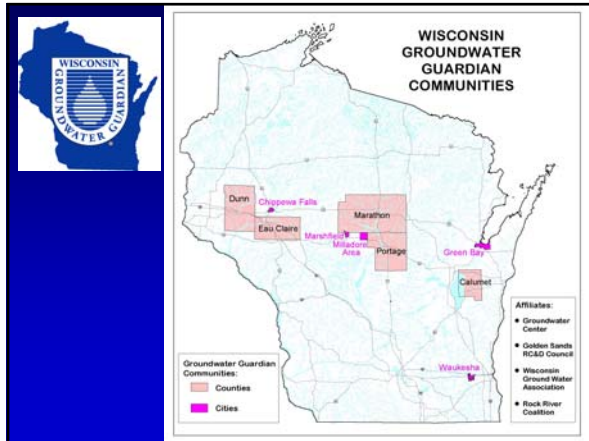 WISCONSIN
GROUNDWATER GUARDIAN
®
WISCONSIN
GROUNDWATER
GUARDIAN
COMMUNITIES
Chippewa Falls
Dunn
Eau Claire
Marathon
Marshfield
Milladore
Area
Portage
Green Bay
Calumet
Waukesha
Groundwater Guardian
Communities:
Counties
Cities
Affiliates:
• Groundwater
Center
• Golden Sands
RC&D Council
• Wisconsin
Ground Water
Association
• Rock River
Coalition